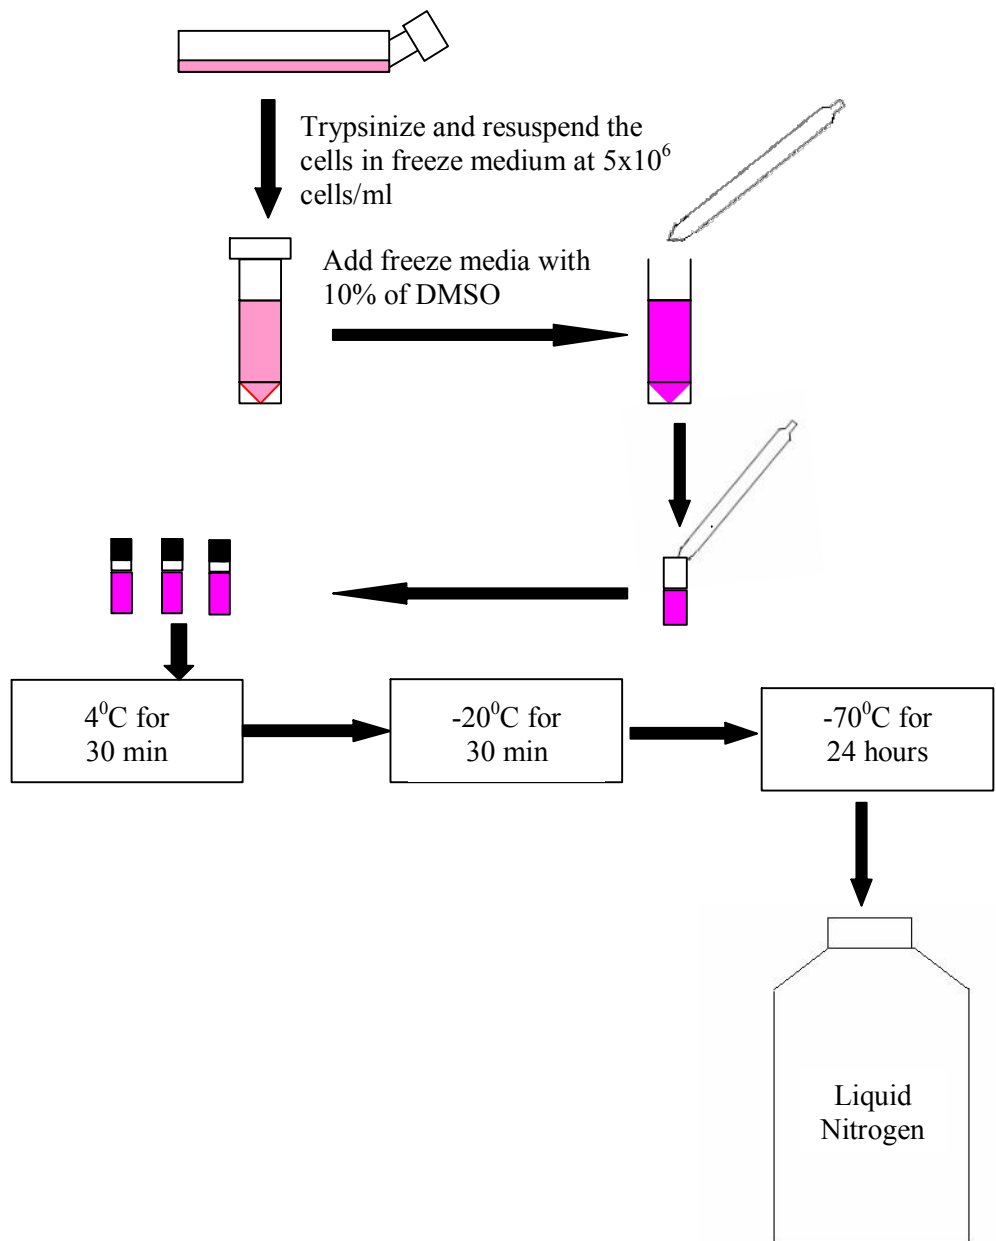 Trypsinize and resuspend the
cells in freeze medium at 5x10⁶
cells/ml
Add freeze media with
10% of DMSO
4⁰C for
30 min
-20⁰C for
30 min
-70⁰C for
24 hours
Liquid
Nitrogen